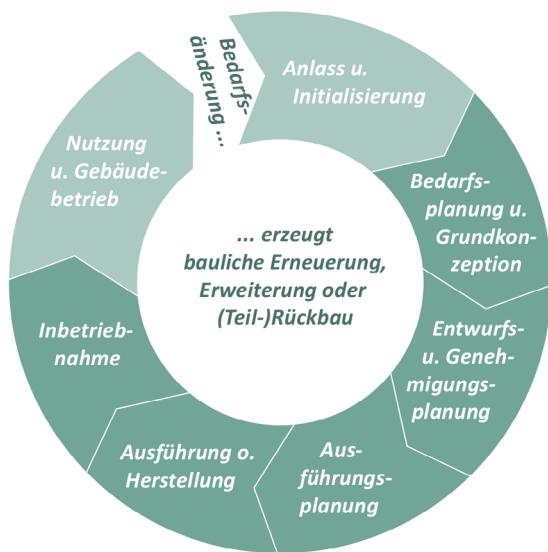 Bedarfs-
änderung ...
Anlass u.
Initialisierung
Bedarfs-
planung u.
Grundkon-
zeption
Entwurfs-
u. Geneh-
migungs-
planung
Aus-
führungs-
planung
Ausführung o.
Herstellung
Inbetrieb-
nahme
Nutzung
u. Gebäude-
betrieb
... erzeugt
bauliche Erneuerung,
Erweiterung oder
(Teil-)Rückbau